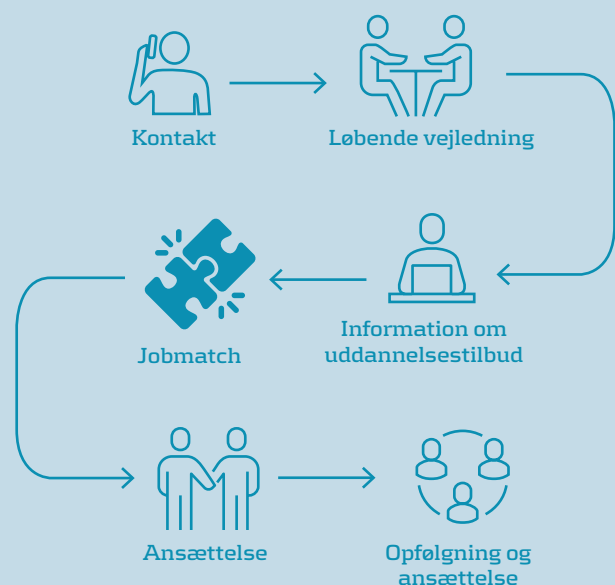 Kontakt
Løbende vejledning
Information om
uddannelsestilbud
Jobmatch
Ansættelse
Opfølgning og
ansættelse